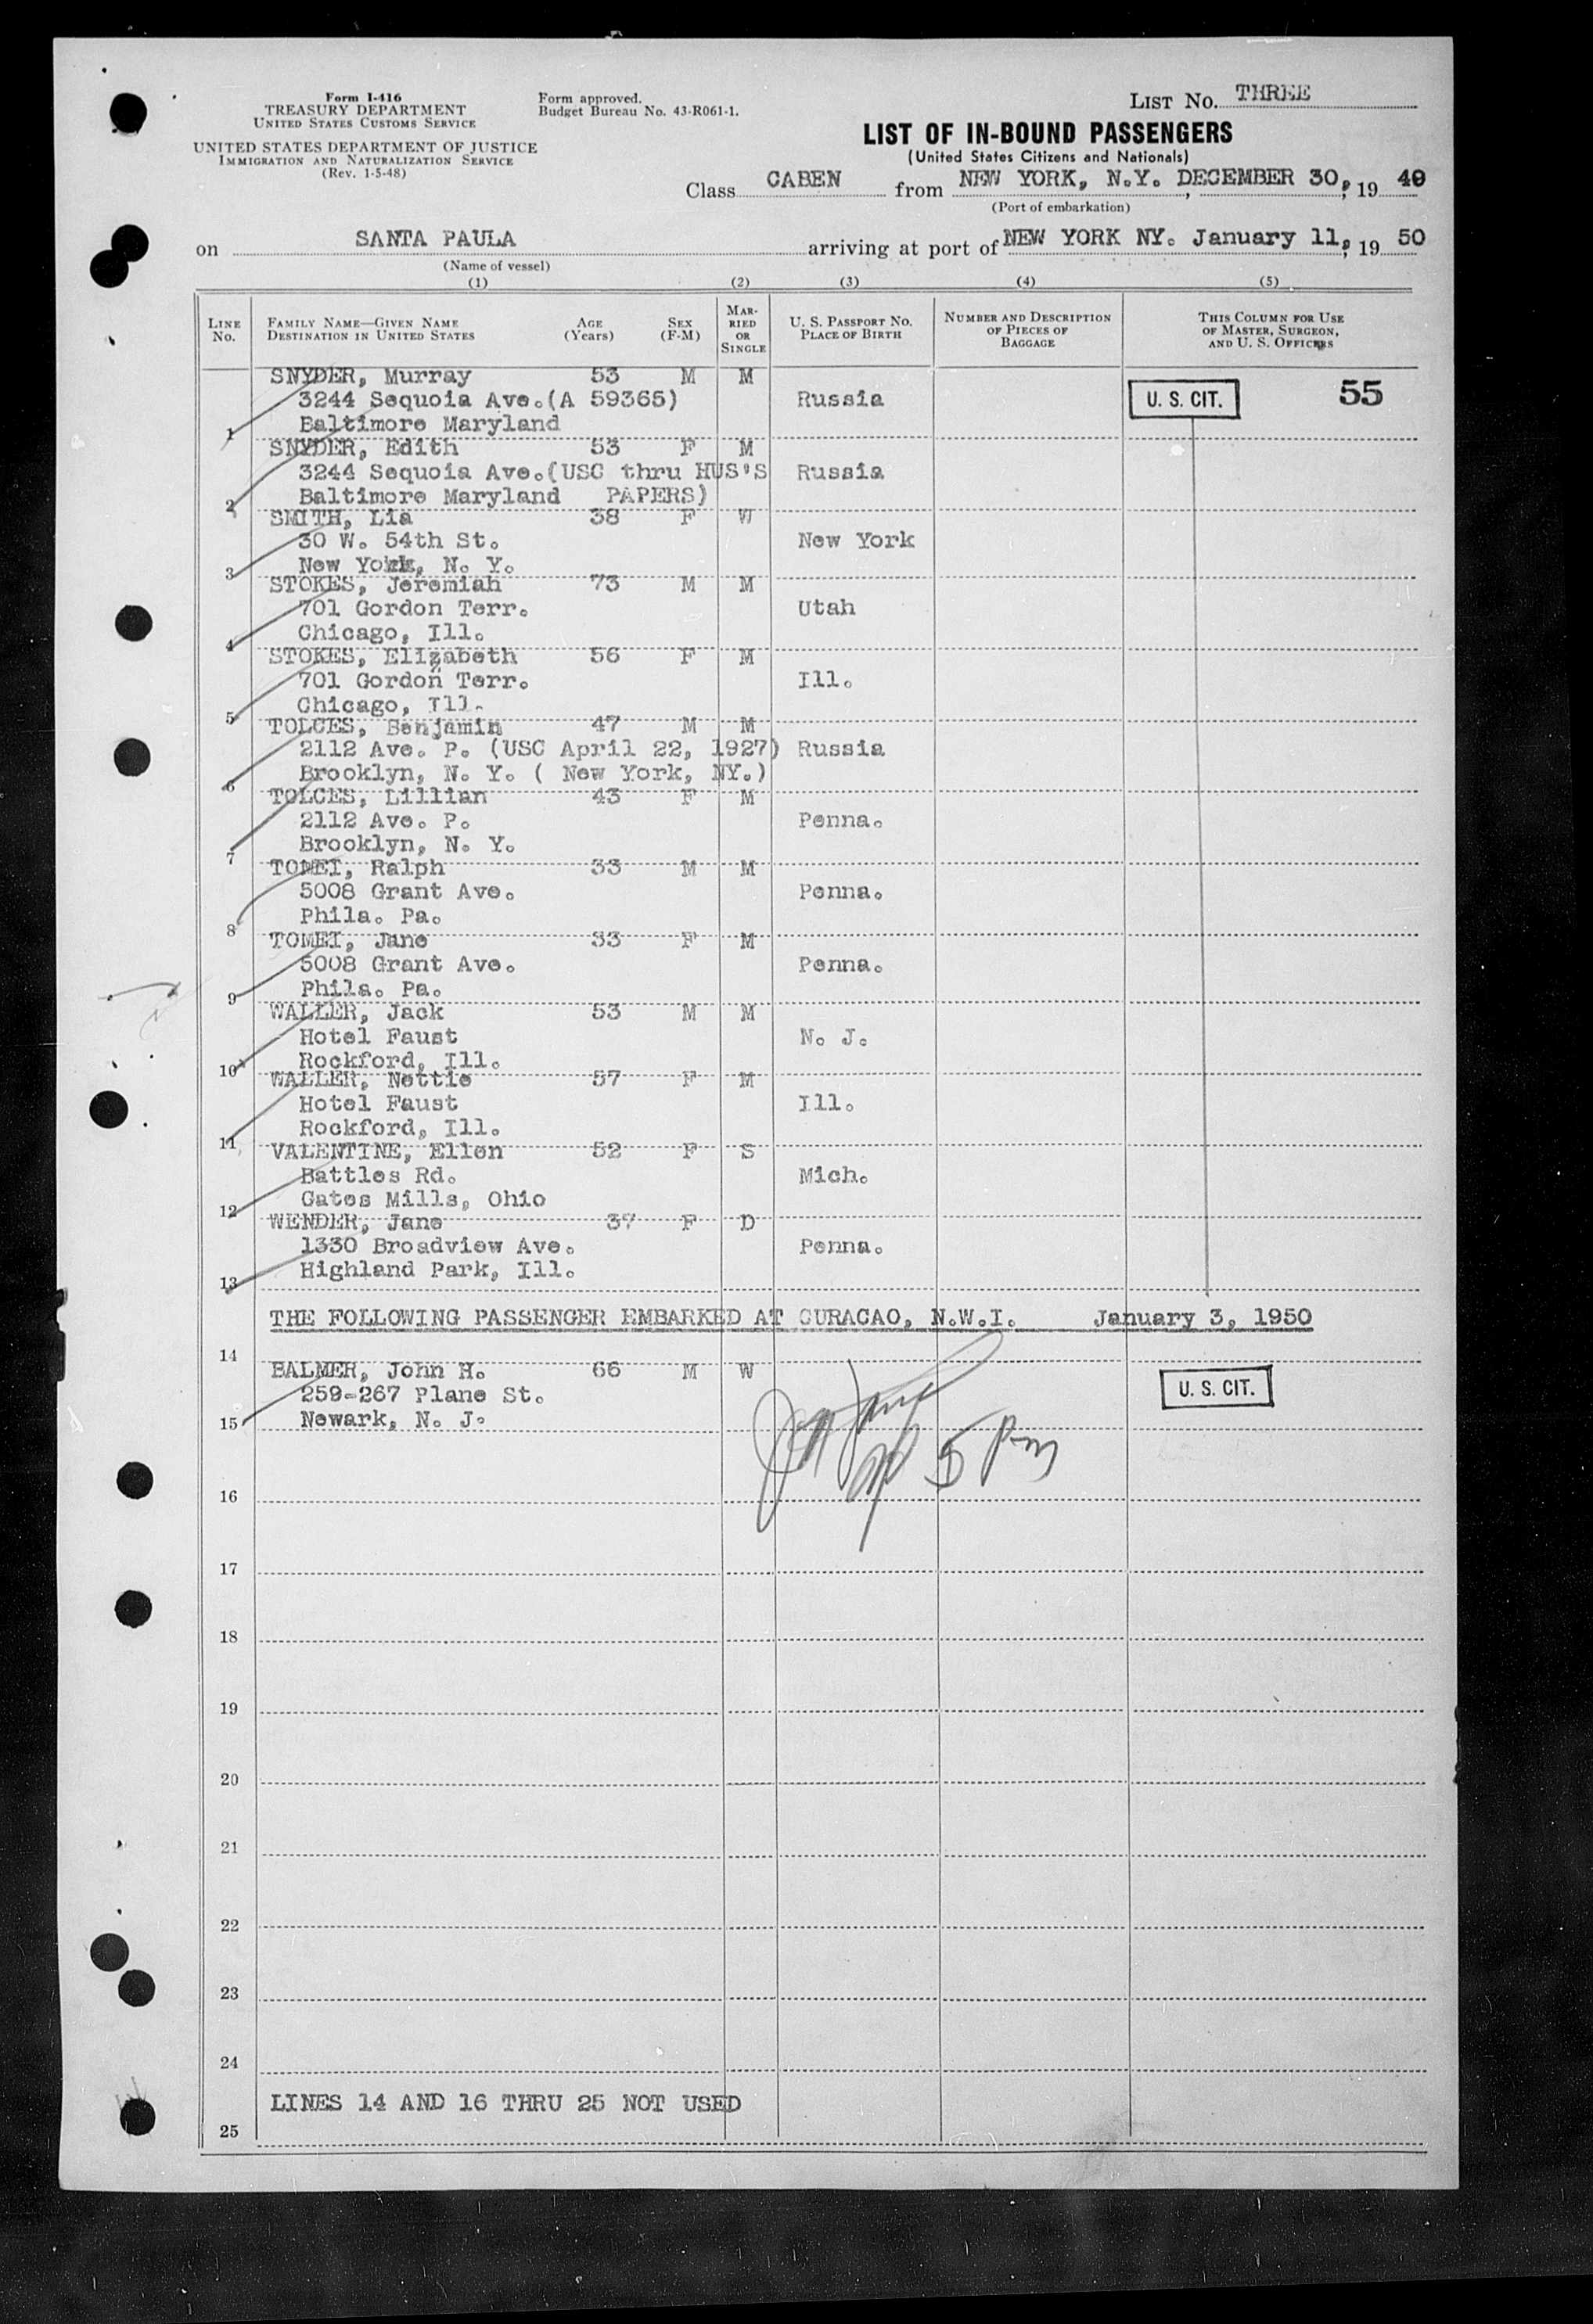 Form I-416
TREASURY DEPARTMENT
UNITED STATES CUSTOMS SERVICE
UNITED STATES DEPARTMENT OF JUSTICE
IMMIGRATION AND NATURALIZATION SERVICE
(Rev. 1-5-48)
Form approved.
Budget Bureau No. 43-R061-1.
LIST No. THREE
LIST OF IN-BOUND PASSENGERS
(United States Citizens and Nationals)
Class CABEN from NEW YORK, N.Y. DECEMBER 30, 19 49
(Port of embarkation)
on SANTA PAULA arriving at port of NEW YORK NY. January 11, 19 50
(Name of vessel)
(1) (2) (3) (4) (5)
LINE No. FAMILY NAME—GIVEN NAME DESTINATION IN UNITED STATES AGE (Years) SEX (F-M) MARRIED OR SINGLE U. S. PASSPORT No. PLACE OF BIRTH NUMBER AND DESCRIPTION OF PIECES OF BAGGAGE THIS COLUMN FOR USE OF MASTER, SURGEON, AND U. S. OFFICERS
SNYDER, Murray 53 M M
3244 Sequoia Ave.(A 59365) Russia U. S. CIT. 55
1 Baltimore Maryland
SNYDER, Edith 53 F M
3244 Sequoia Ave.(USC thru HUS'S Russia
2 Baltimore Maryland PAPERS)
SMITH, Lia 38 F W
30 W. 54th St. New York
3 New York, N. Y.
STOKES, Jeremiah 73 M M
701 Gordon Terr. Utah
4 Chicago, Ill.
STOKES, Elizabeth 56 F M
701 Gordon Terr. Ill.
5 Chicago, Ill.
TOLCES, Benjamin 47 M M
2112 Ave. P. (USC April 22, 1927) Russia
6 Brooklyn, N. Y. ( New York, NY.)
TOLCES, Lillian 43 F M
2112 Ave. P. Penna.
7 Brooklyn, N. Y.
TOMEI, Ralph 33 M M
5008 Grant Ave. Penna.
8 Phila. Pa.
TOMEI, Jane 33 F M
5008 Grant Ave. Penna.
9 Phila. Pa.
WALLER, Jack 53 M M
Hotel Faust N. J.
10 Rockford, Ill.
WALLER, Nettie 57 F M
Hotel Faust Ill.
11 Rockford, Ill.
VALENTINE, Ellen 52 F S
Battles Rd. Mich.
12 Gates Mills, Ohio
WENDER, Jane 37 F D
1330 Broadview Ave. Penna.
13 Highland Park, Ill.
THE FOLLOWING PASSENGER EMBARKED AT CURACAO, N.W.I. January 3, 1950
14
BALMER, John H. 66 M W
259-267 Plane St. U. S. CIT.
15 Newark, N. J.
16
17
18
19
20
21
22
23
24
LINES 14 AND 16 THRU 25 NOT USED
25